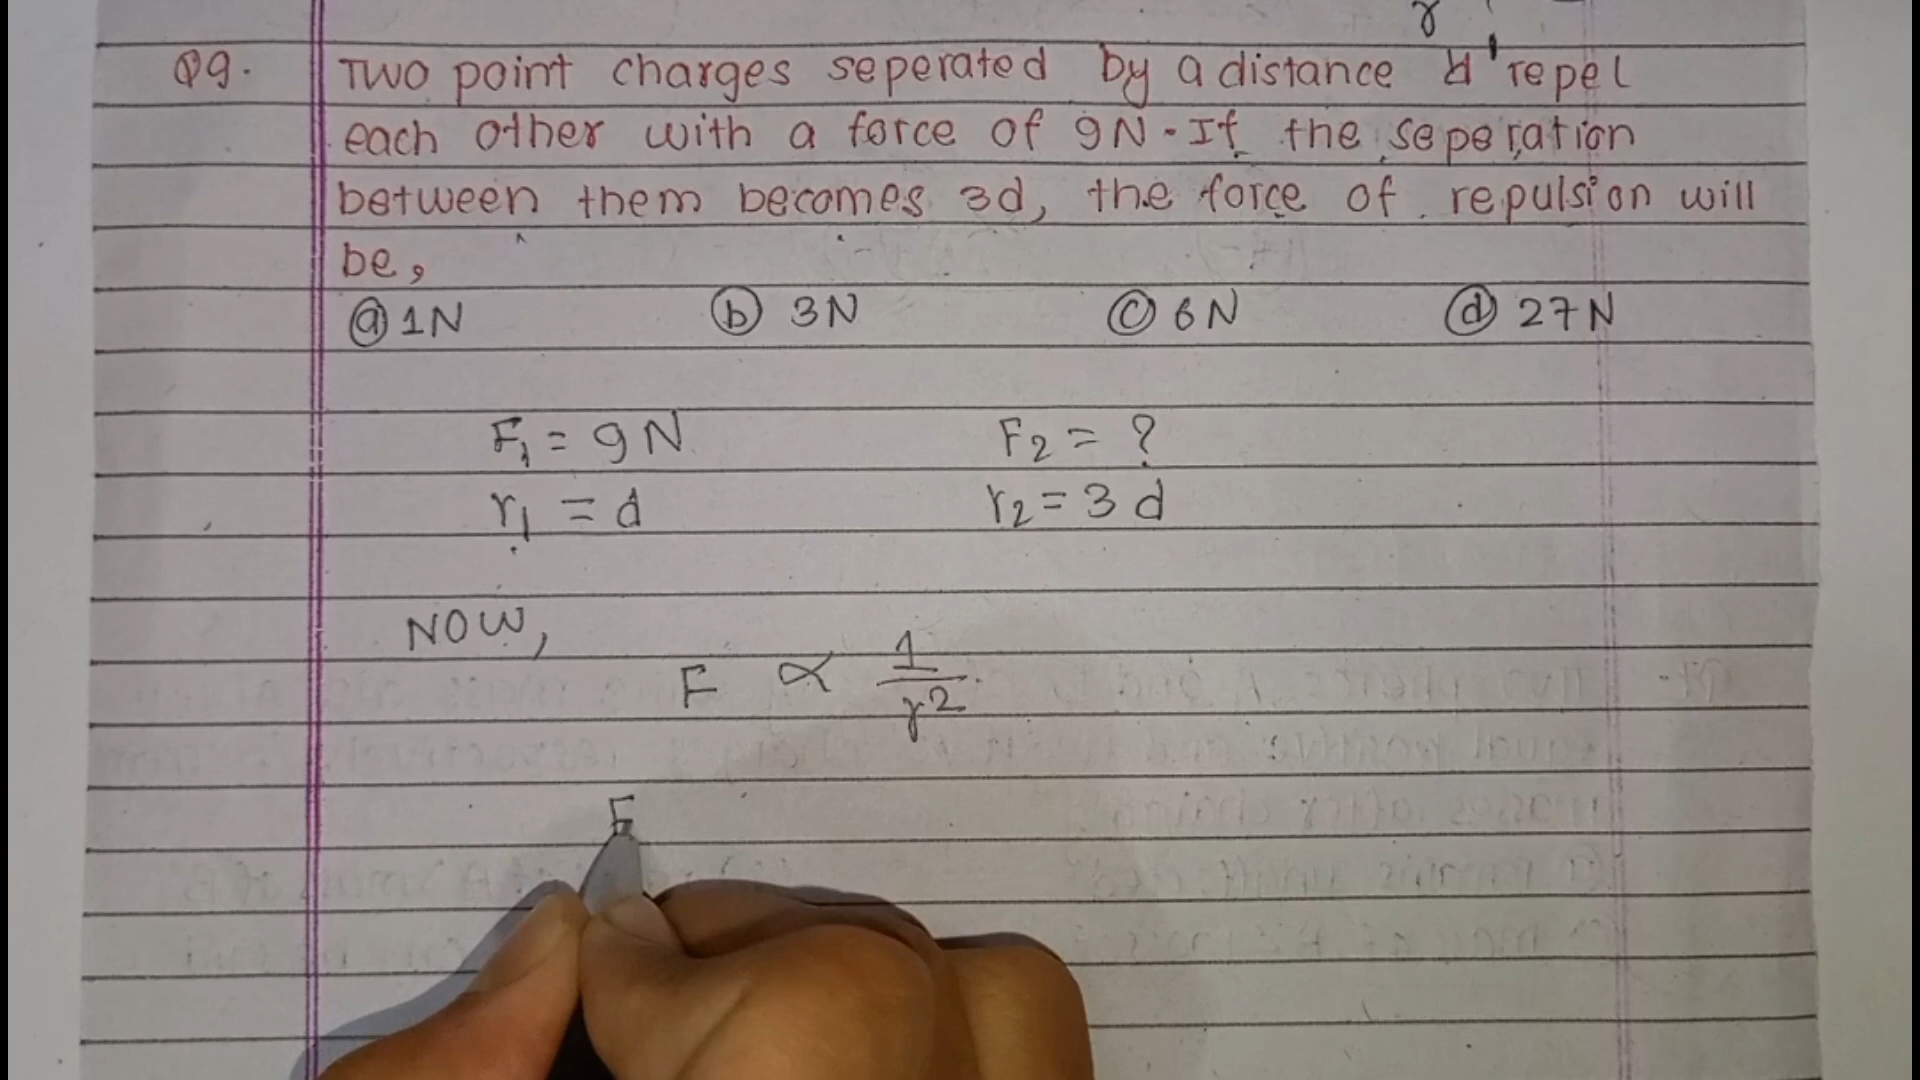 Q9. Two point charges seperated by a distance 'd' repel
each other with a force of 9N. If the seperation
between them becomes 3d, the force of repulsion will
be,
(a) 1N (b) 3N (c) 6N (d) 27N
F₁ = 9N F₂ = ?
r₁ = d r₂ = 3d
NOW,
F ∝ 1/r²
F